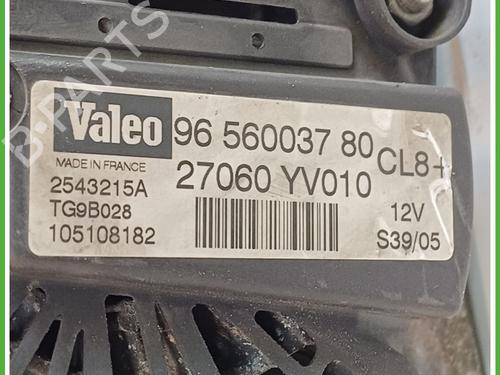 B-PARTS
Valeo
96 560037 80
CL8+
MADE IN FRANCE
27060 YV010
2543215A
12V
TG9B028
105108182
S39/05